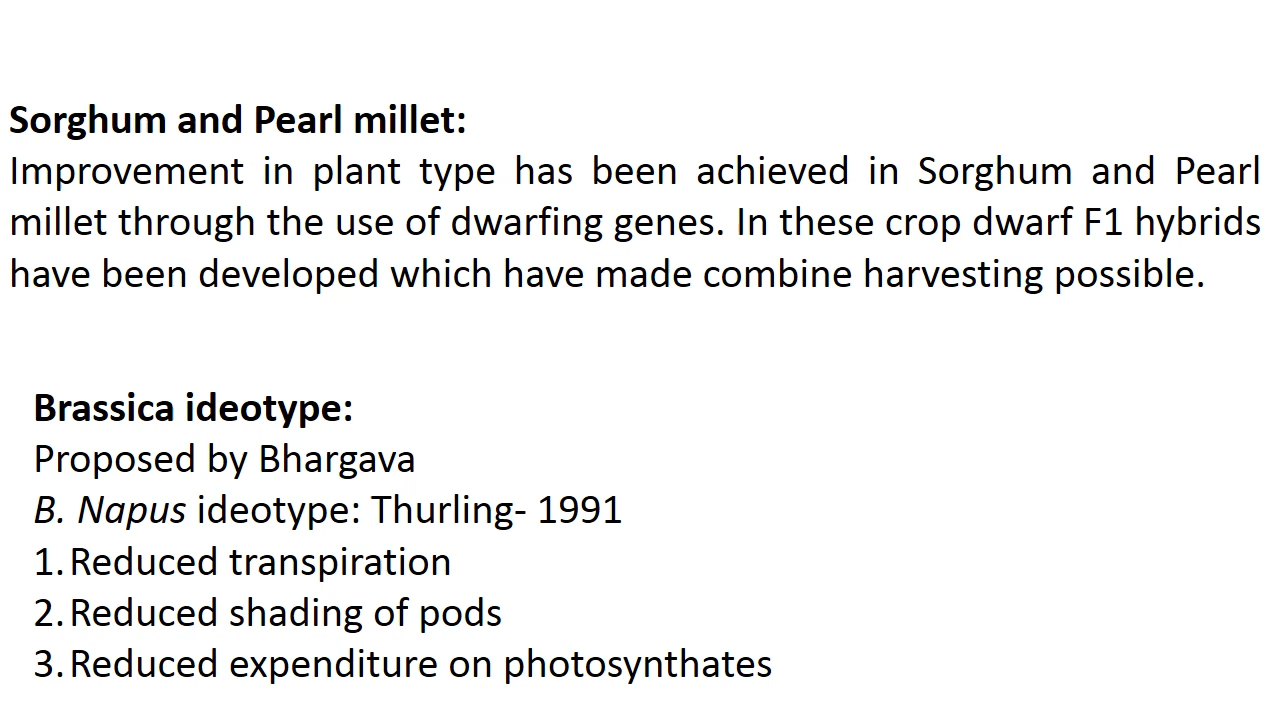 Sorghum and Pearl millet:
Improvement in plant type has been achieved in Sorghum and Pearl
millet through the use of dwarfing genes. In these crop dwarf F1 hybrids
have been developed which have made combine harvesting possible.
Brassica ideotype:
Proposed by Bhargava
B. Napus ideotype: Thurling- 1991
1. Reduced transpiration
2. Reduced shading of pods
3. Reduced expenditure on photosynthates